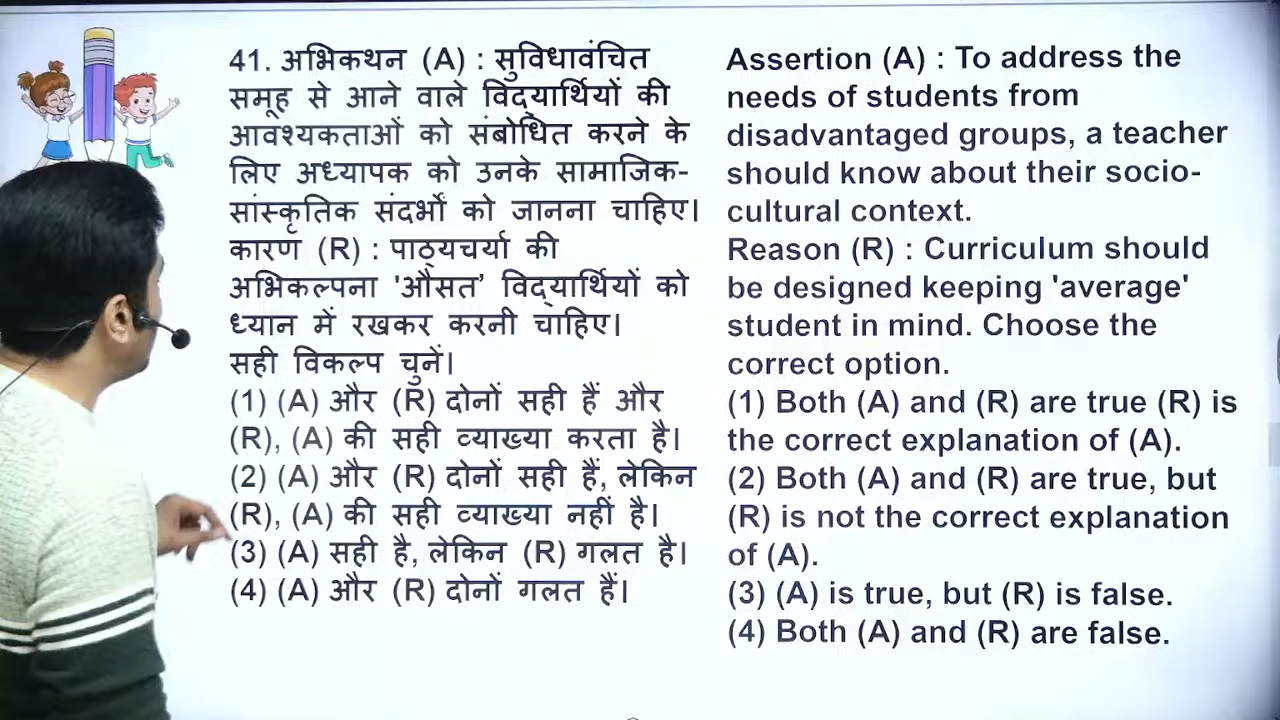 41. अभिकथन (A) : सुविधावंचित
समूह से आने वाले विद्यार्थियों की
आवश्यकताओं को संबोधित करने के
लिए अध्यापक को उनके सामाजिक-
सांस्कृतिक संदर्भों को जानना चाहिए।
कारण (R) : पाठ्यचर्या की
अभिकल्पना 'औसत’ विद्यार्थियों को
ध्यान में रखकर करनी चाहिए।
सही विकल्प चुनें।
(1) (A) और (R) दोनों सही हैं और
(R), (A) की सही व्याख्या करता है।
(2) (A) और (R) दोनों सही हैं, लेकिन
(R), (A) की सही व्याख्या नहीं है।
(3) (A) सही है, लेकिन (R) गलत है।
(4) (A) और (R) दोनों गलत हैं।
Assertion (A) : To address the
needs of students from
disadvantaged groups, a teacher
should know about their socio-
cultural context.
Reason (R) : Curriculum should
be designed keeping 'average'
student in mind. Choose the
correct option.
(1) Both (A) and (R) are true (R) is
the correct explanation of (A).
(2) Both (A) and (R) are true, but
(R) is not the correct explanation
of (A).
(3) (A) is true, but (R) is false.
(4) Both (A) and (R) are false.